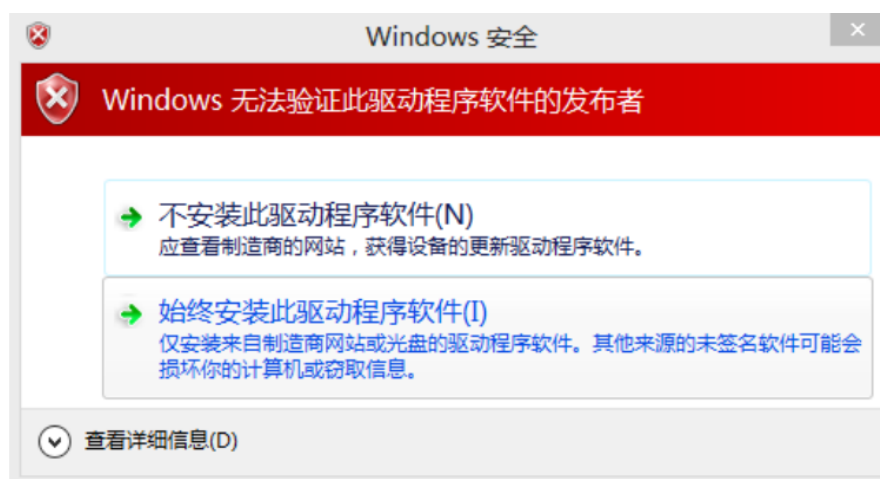 Windows 安全
Windows 无法验证此驱动程序软件的发布者
不安装此驱动程序软件(N)
应查看制造商的网站，获得设备的更新驱动程序软件。
始终安装此驱动程序软件(I)
仅安装来自制造商网站或光盘的驱动程序软件。其他来源的未签名软件可能会
损坏你的计算机或窃取信息。
查看详细信息(D)